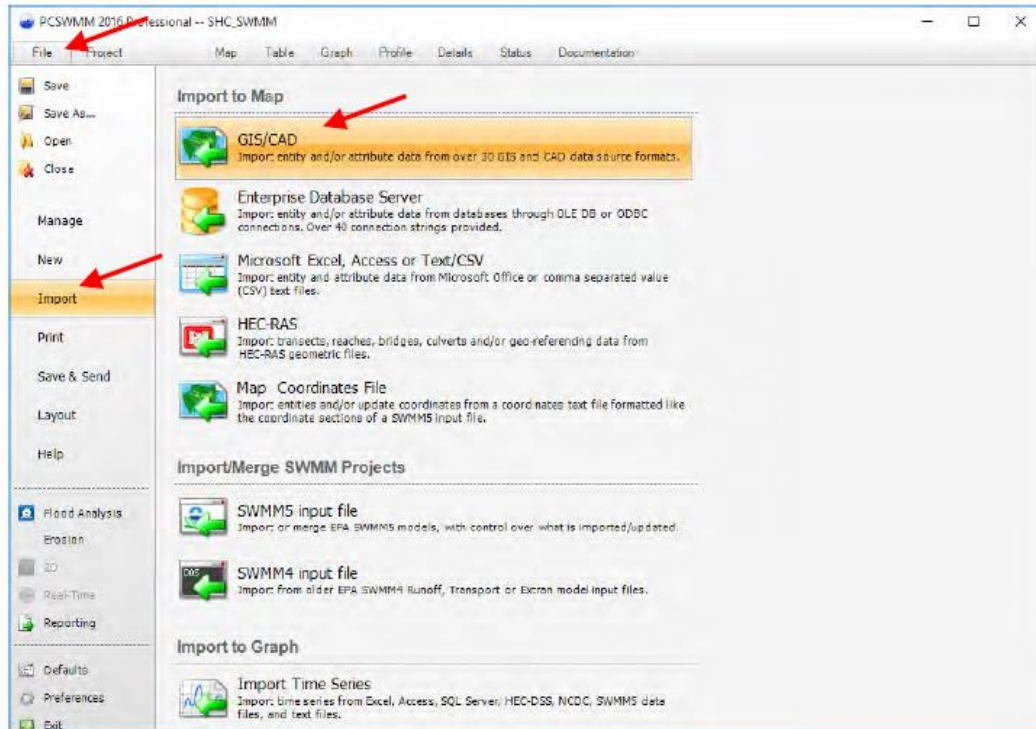 PCSWMM 2016 Professional -- SHC_SWMM
File Project Map Table Graph Profile Details Status Documentation
Save
Save As...
Open
Close
Manage
New
Import
Print
Save & Send
Layout
Help
Flood Analysis
Erosion
2D
Real-Time
Reporting
Defaults
Preferences
Exit
Import to Map
GIS/CAD
Import entity and/or attribute data from over 30 GIS and CAD data source formats.
Enterprise Database Server
Import entity and/or attribute data from databases through OLE DB or ODBC
connections. Over 40 connection strings provided.
Microsoft Excel, Access or Text/CSV
Import entity and attribute data from Microsoft Office or comma separated value
(CSV) text files.
HEC-RAS
Import transects, reaches, bridges, culverts and/or geo-referencing data from
HEC-RAS geometric files.
Map Coordinates File
Import entities and/or update coordinates from a coordinates text file formatted like
the coordinate sections of a SWMM5 input file.
Import/Merge SWMM Projects
SWMM5 input file
Import or merge EPA SWMM5 models, with control over what is imported/updated.
DOS
SWMM4 input file
Import from older EPA SWMM4 Runoff, Transport or Extran model input files.
Import to Graph
Import Time Series
Import time series from Excel, Access, SQL Server, HEC-DSS, NCDC, SWMM5 data
files, and text files.